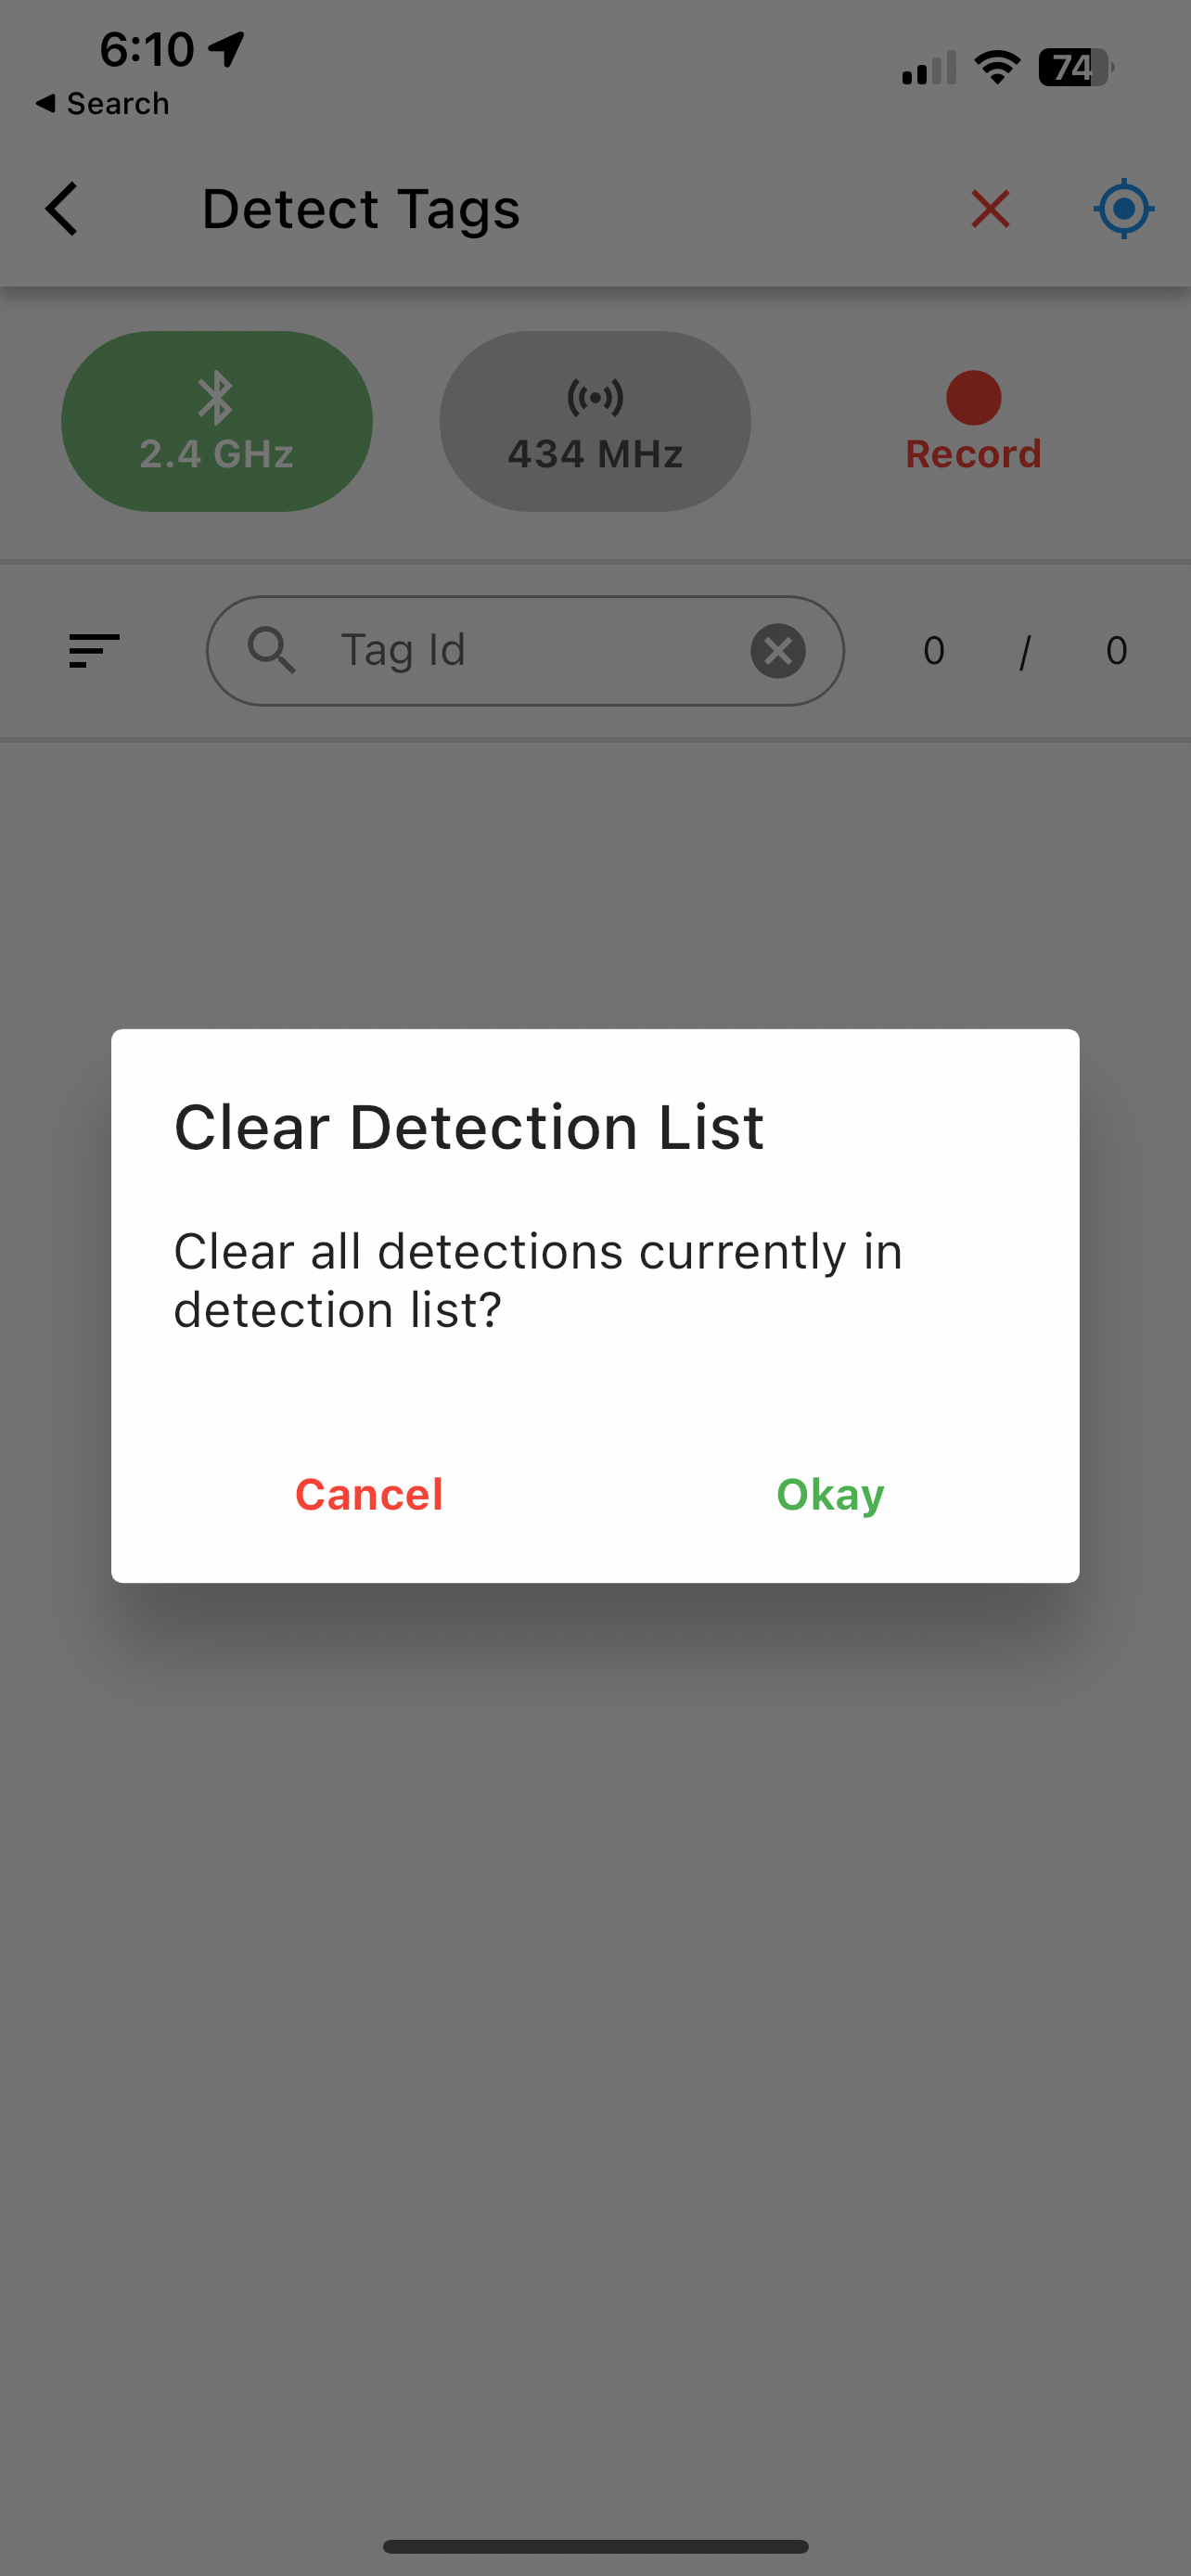 6:10
74
Search
Detect Tags
2.4 GHz
434 MHz
Record
Tag Id
0 / 0
Clear Detection List
Clear all detections currently in
detection list?
Cancel
Okay